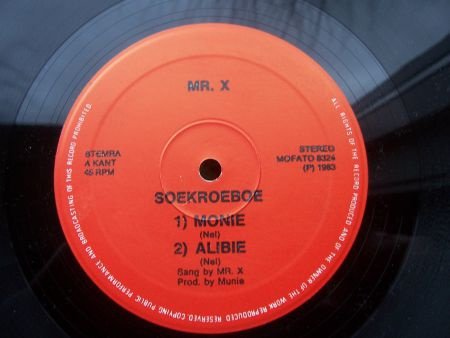 MR. X
STEMRA
A KANT
45 RPM
STEREO
MOFATO 8324
(P) 1983
SOEKROEBOE
1) MONIE
(Nel)
2) ALIBIE
(Nel)
Sang by MR. X
Prod. by Munie
ALL RIGHTS OF THE RECORD PRODUCED AND OF THE OWNER OF THE WORK REPRODUCED RESERVED. COPYING PUBLIC PERFORMANCE AND BROADCASTING OF THIS RECORD PROHIBITED.